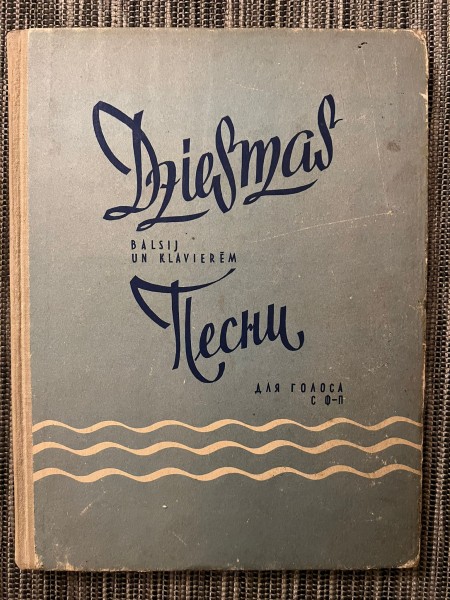 Dziesmas
BALSIJ
UN KLAVIERĒM
Песни
ДЛЯ ГОЛОСА
С Ф-П